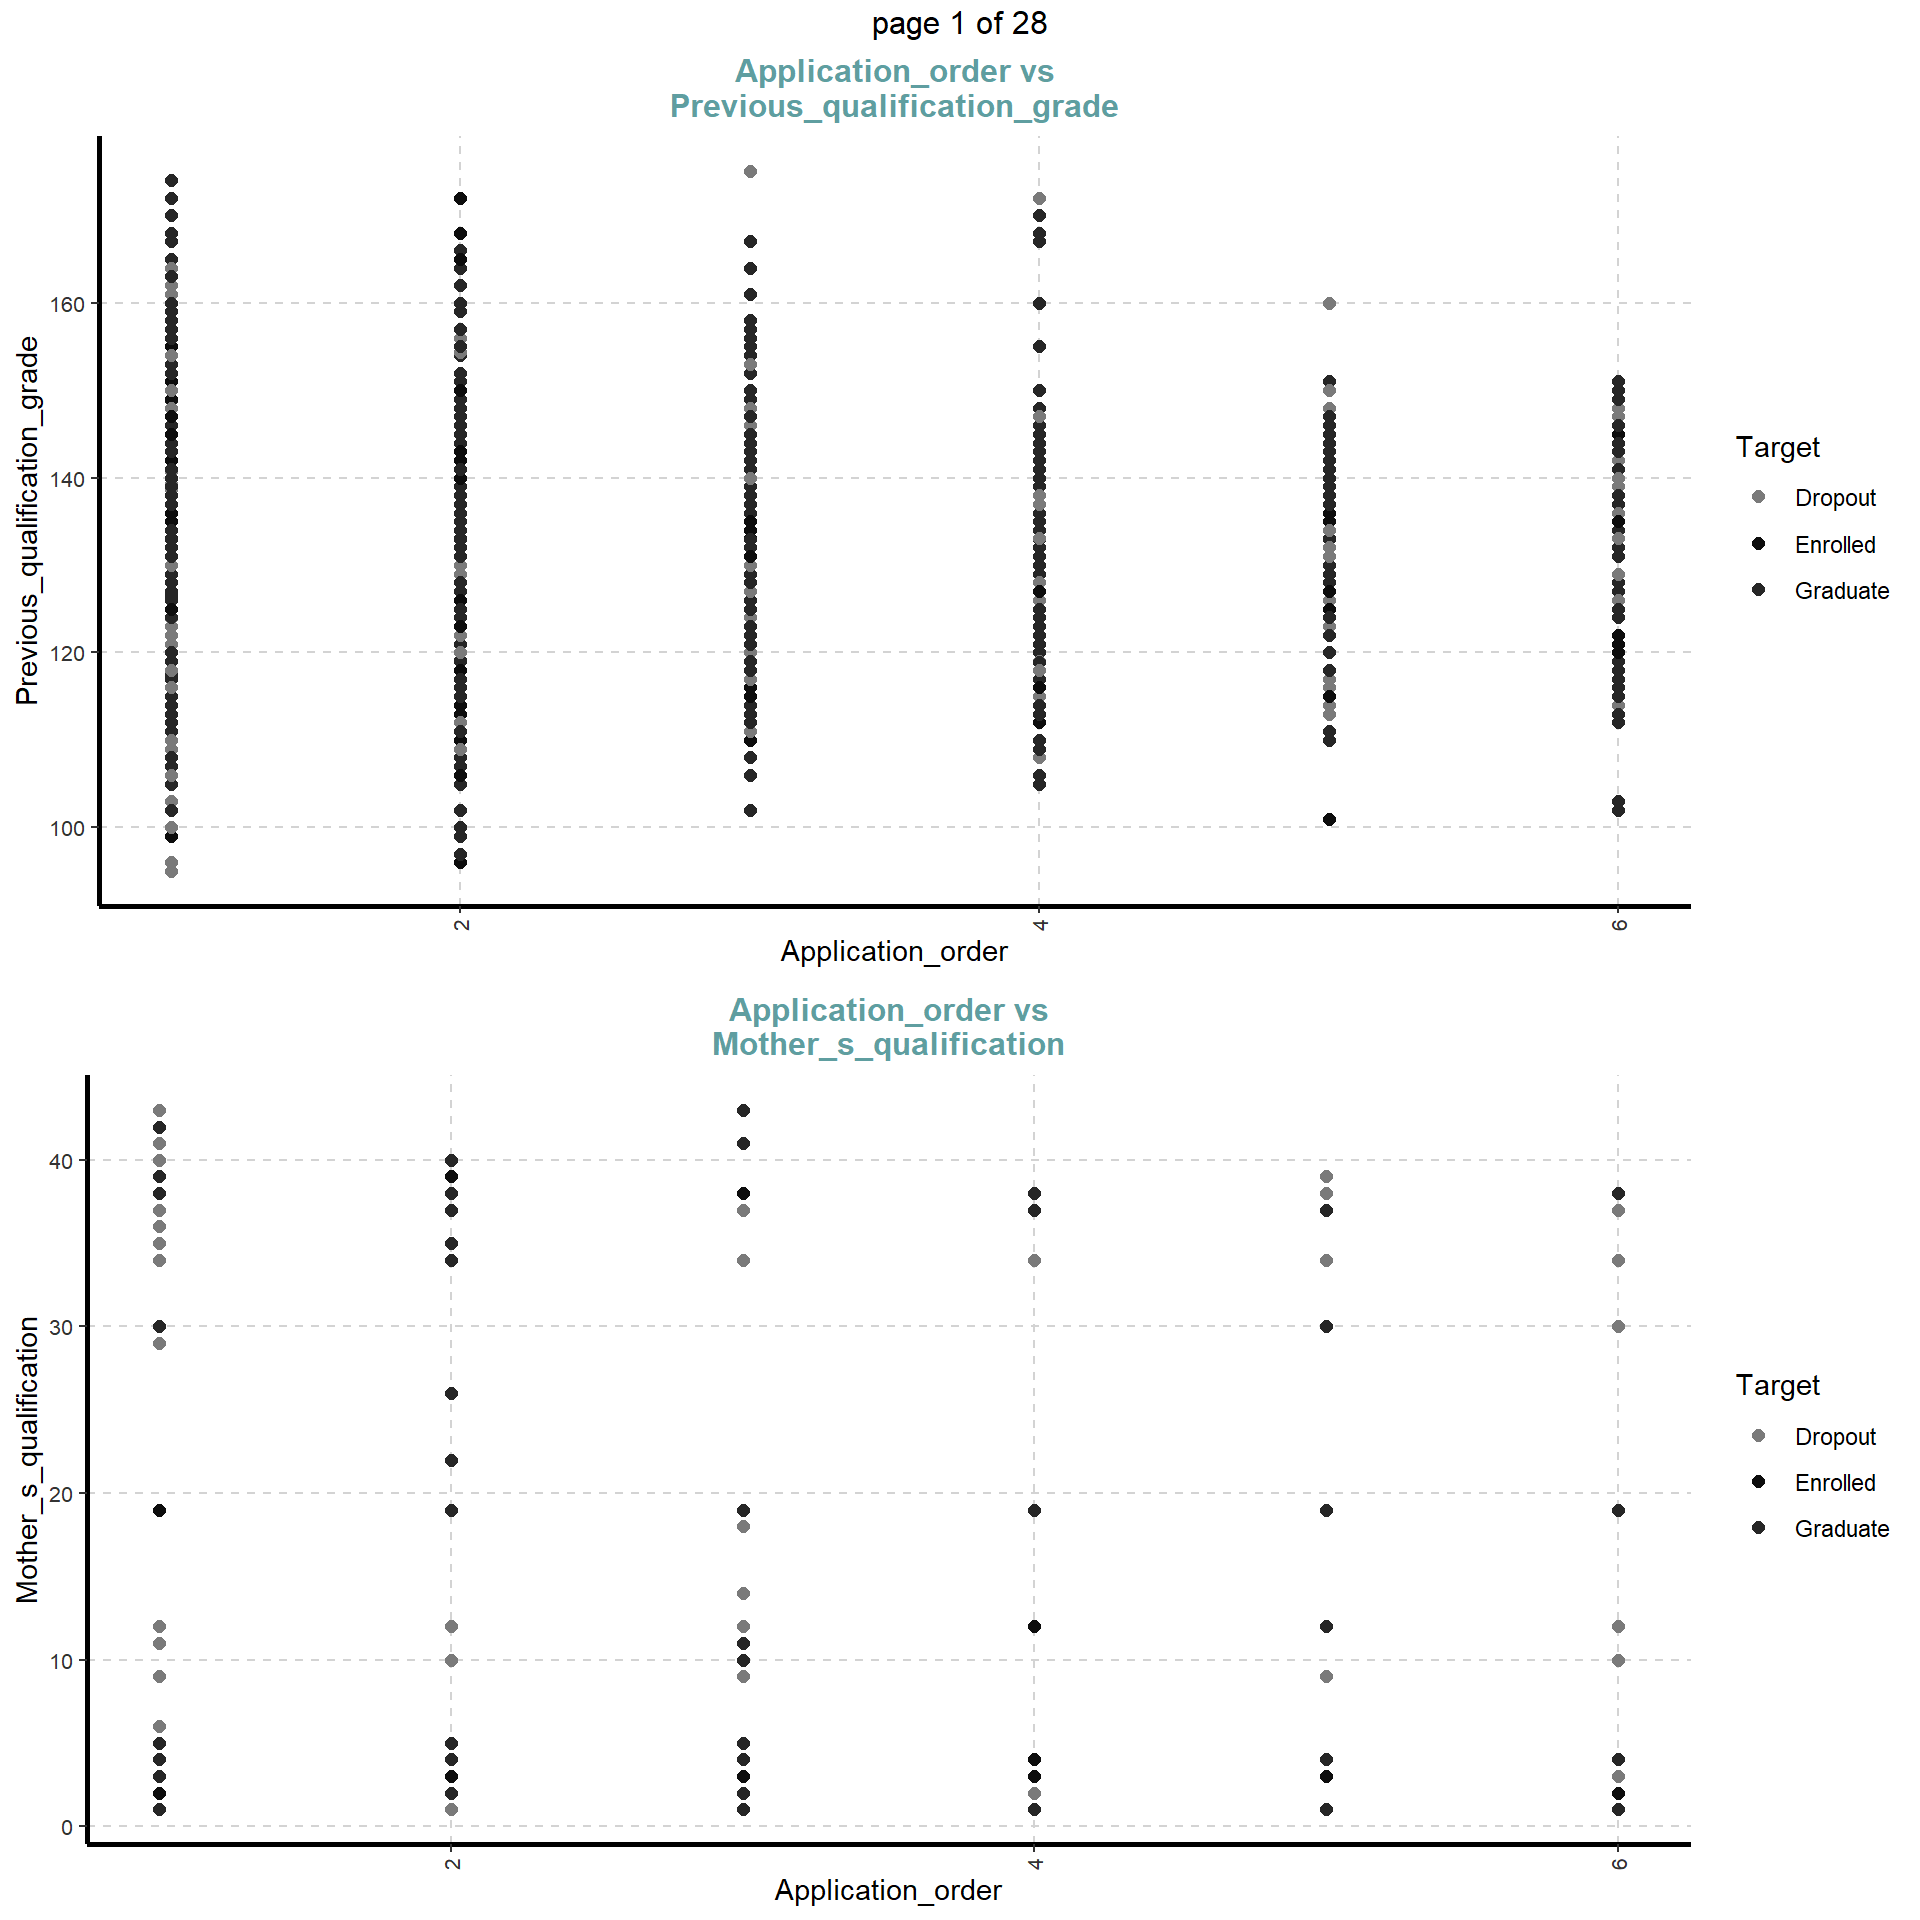 page 1 of 28
Application_order vs
Previous_qualification_grade
Previous_qualification_grade
160
140
120
100
2
4
6
Application_order
Target
Dropout
Enrolled
Graduate
Application_order vs
Mother_s_qualification
Mother_s_qualification
40
30
20
10
0
2
4
6
Application_order
Target
Dropout
Enrolled
Graduate